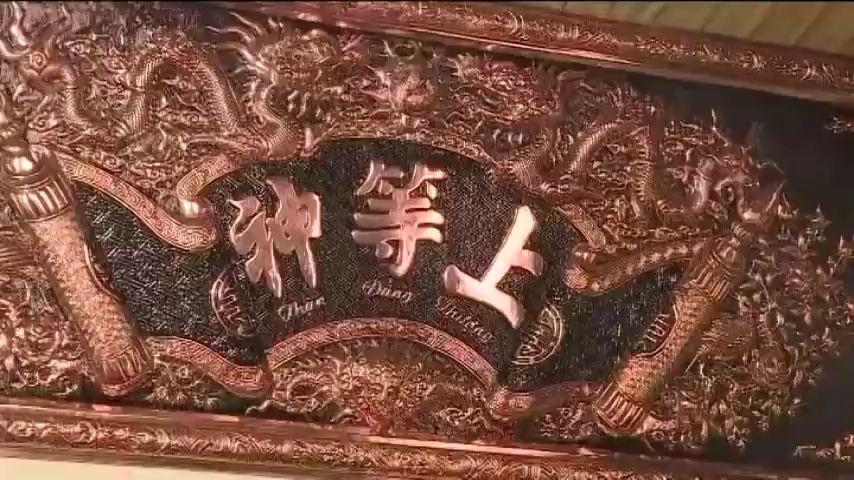 上等神
Thần Đẳng Thượng